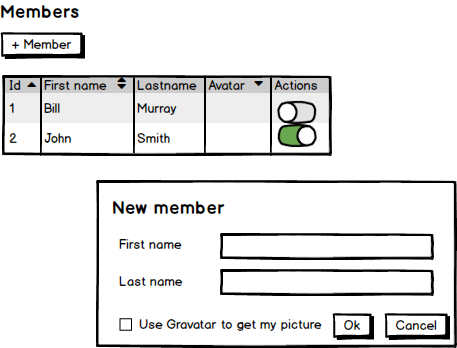 Members
+ Member
Id First name Lastname Avatar Actions
1 Bill Murray
2 John Smith
New member
First name
Last name
Use Gravatar to get my picture Ok Cancel